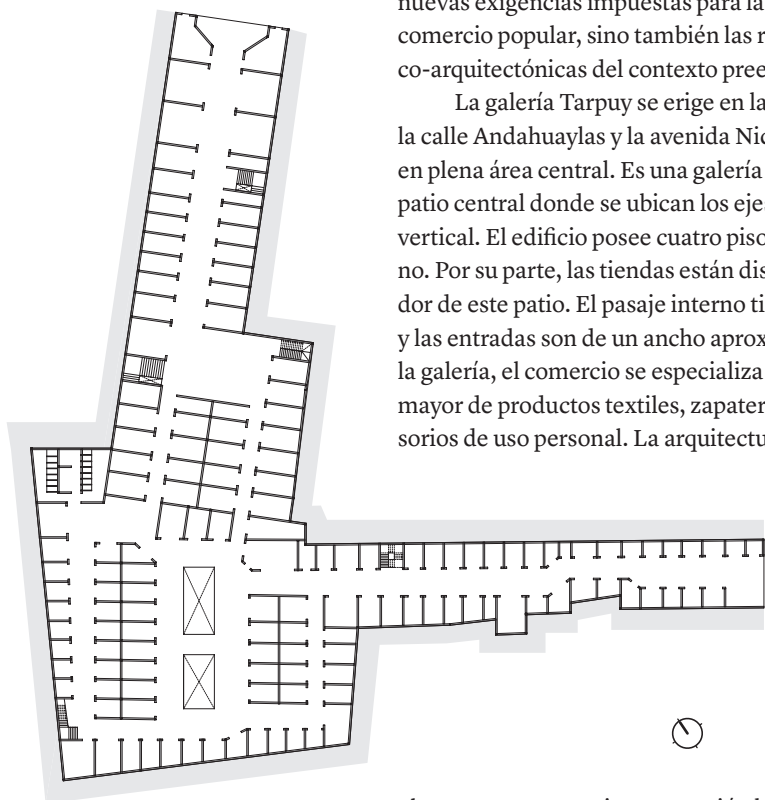 nuevas exigencias impuestas para la
comercio popular, sino también las r
co-arquitectónicas del contexto pree
La galería Tarpuy se erige en la
la calle Andahuaylas y la avenida Nic
en plena área central. Es una galería
patio central donde se ubican los eje
vertical. El edificio posee cuatro piso
no. Por su parte, las tiendas están dis
dor de este patio. El pasaje interno ti
y las entradas son de un ancho aprox
la galería, el comercio se especializa
mayor de productos textiles, zapater
sorios de uso personal. La arquitectu